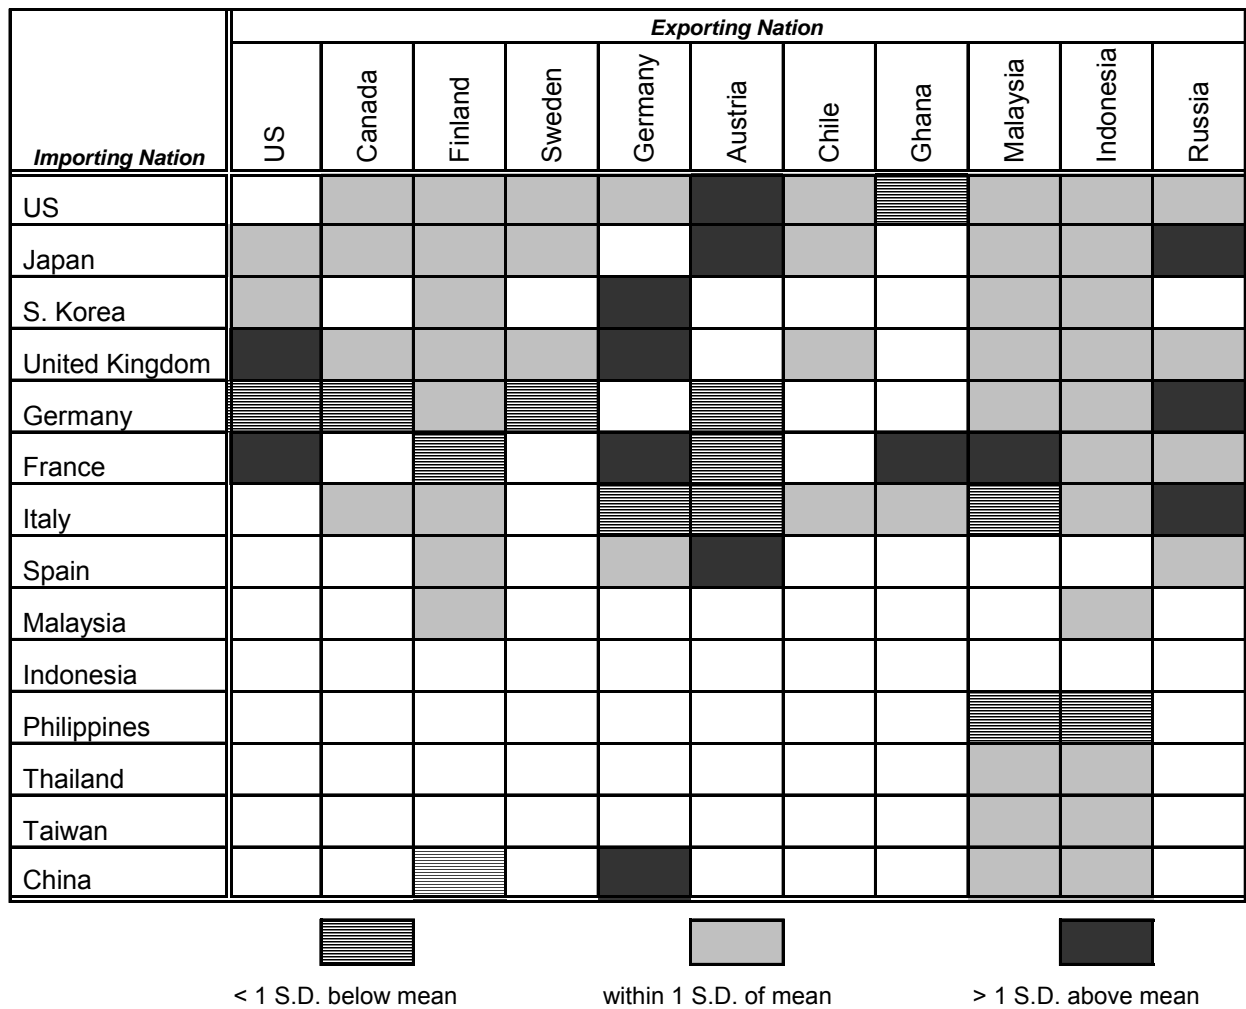 Exporting Nation
Importing Nation
US
Canada
Finland
Sweden
Germany
Austria
Chile
Ghana
Malaysia
Indonesia
Russia
US
Japan
S. Korea
United Kingdom
Germany
France
Italy
Spain
Malaysia
Indonesia
Philippines
Thailand
Taiwan
China
< 1 S.D. below mean
within 1 S.D. of mean
> 1 S.D. above mean